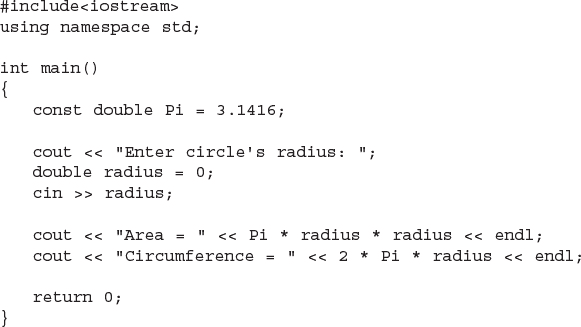 #include<iostream>
using namespace std;

int main()
{
   const double Pi = 3.1416;

   cout << "Enter circle's radius: ";
   double radius = 0;
   cin >> radius;

   cout << "Area = " << Pi * radius * radius << endl;
   cout << "Circumference = " << 2 * Pi * radius << endl;

   return 0;
}